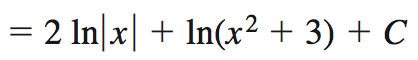 = 2 ln|x| + ln(x² + 3) + C